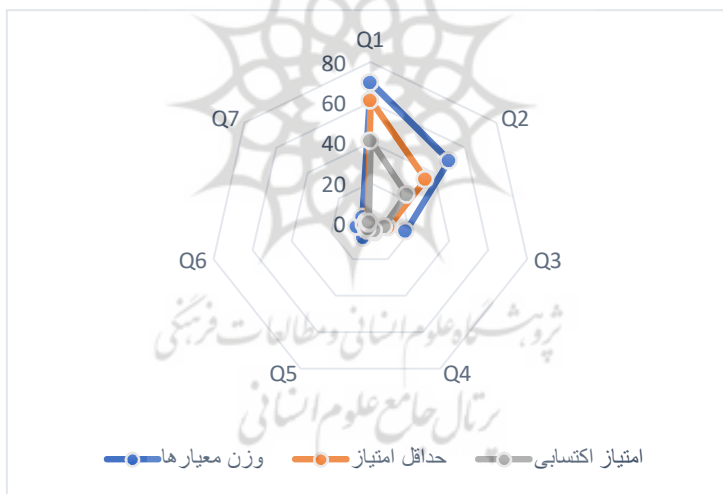 Q1
80
60
40
20
0
Q2
Q3
Q4
Q5
Q6
Q7
پژوهشگاه علوم انسانی و مطالعات فرهنگی
پرتال جامع علوم انسانی
وزن معیارها
حداقل امتیاز
امتیاز اکتسابی